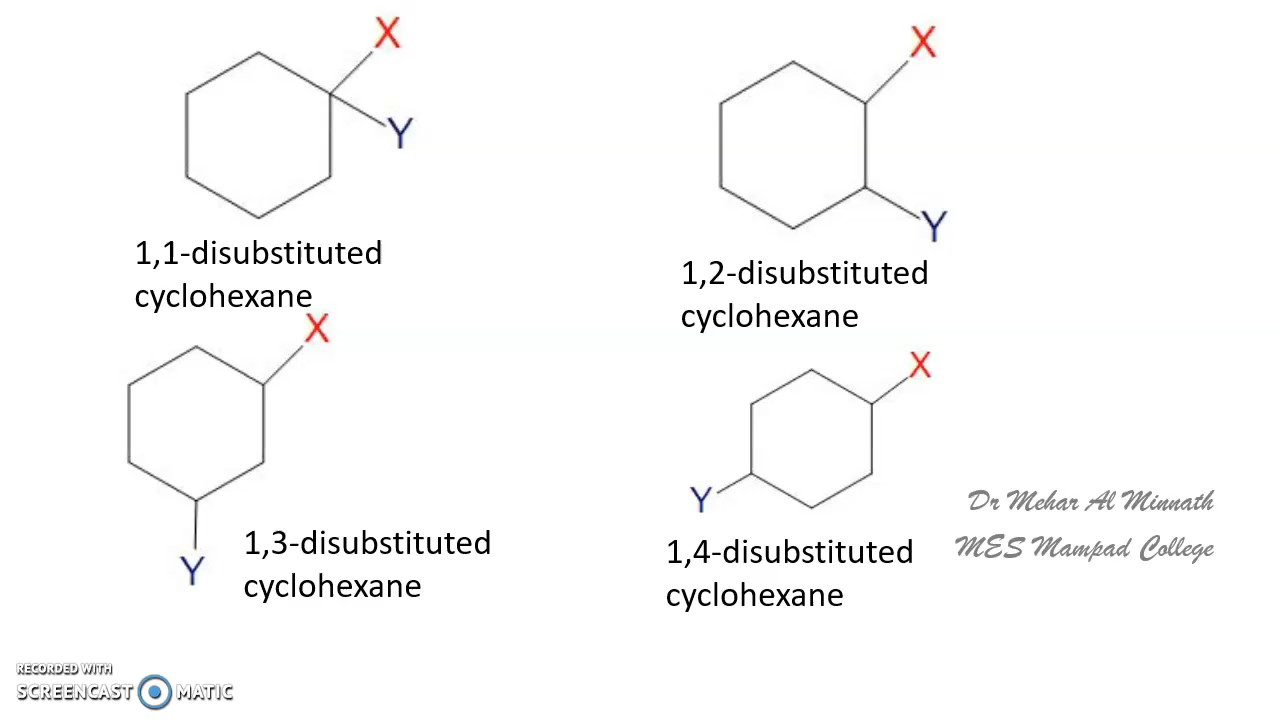 X
Y
1,1-disubstituted
cyclohexane
X
Y
1,2-disubstituted
cyclohexane
X
Y
1,3-disubstituted
cyclohexane
X
Y
1,4-disubstituted
cyclohexane
Dr Mehar Al Minnath
MES Mampad College
RECORDED WITH
SCREENCAST MATIC